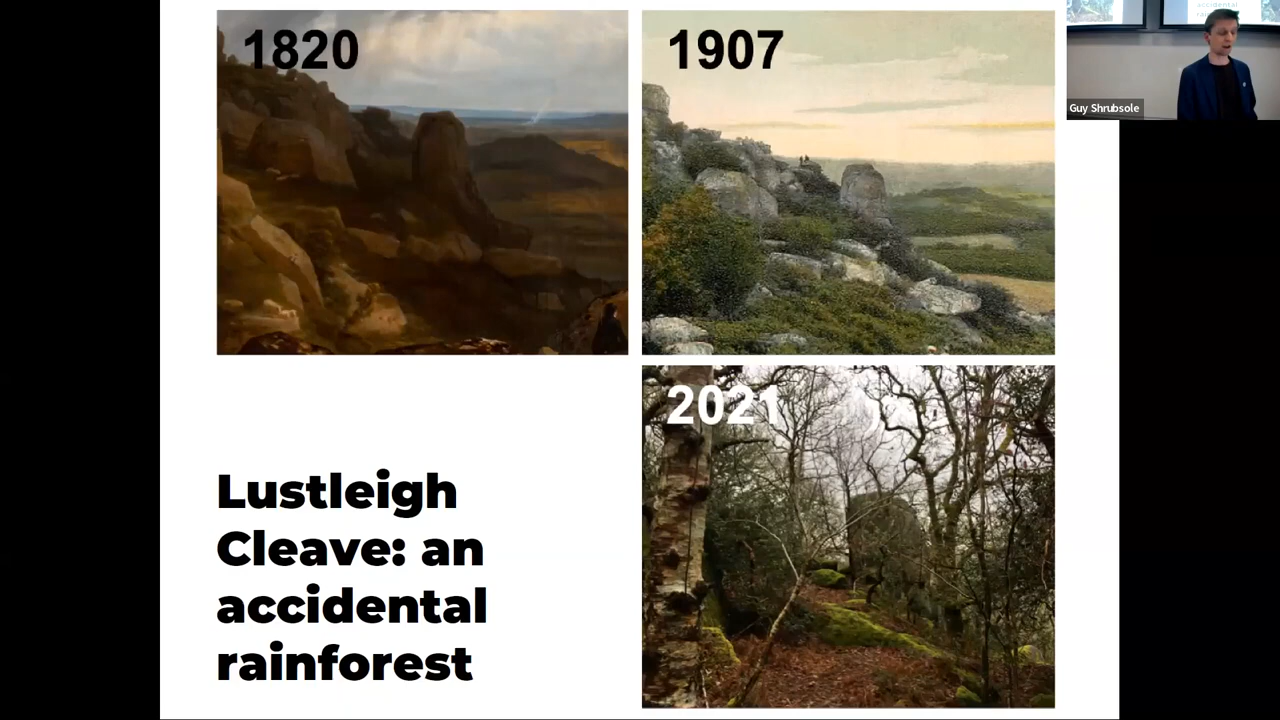 1820
1907
Guy Shrubsole
2021
Lustleigh
Cleave: an
accidental
rainforest